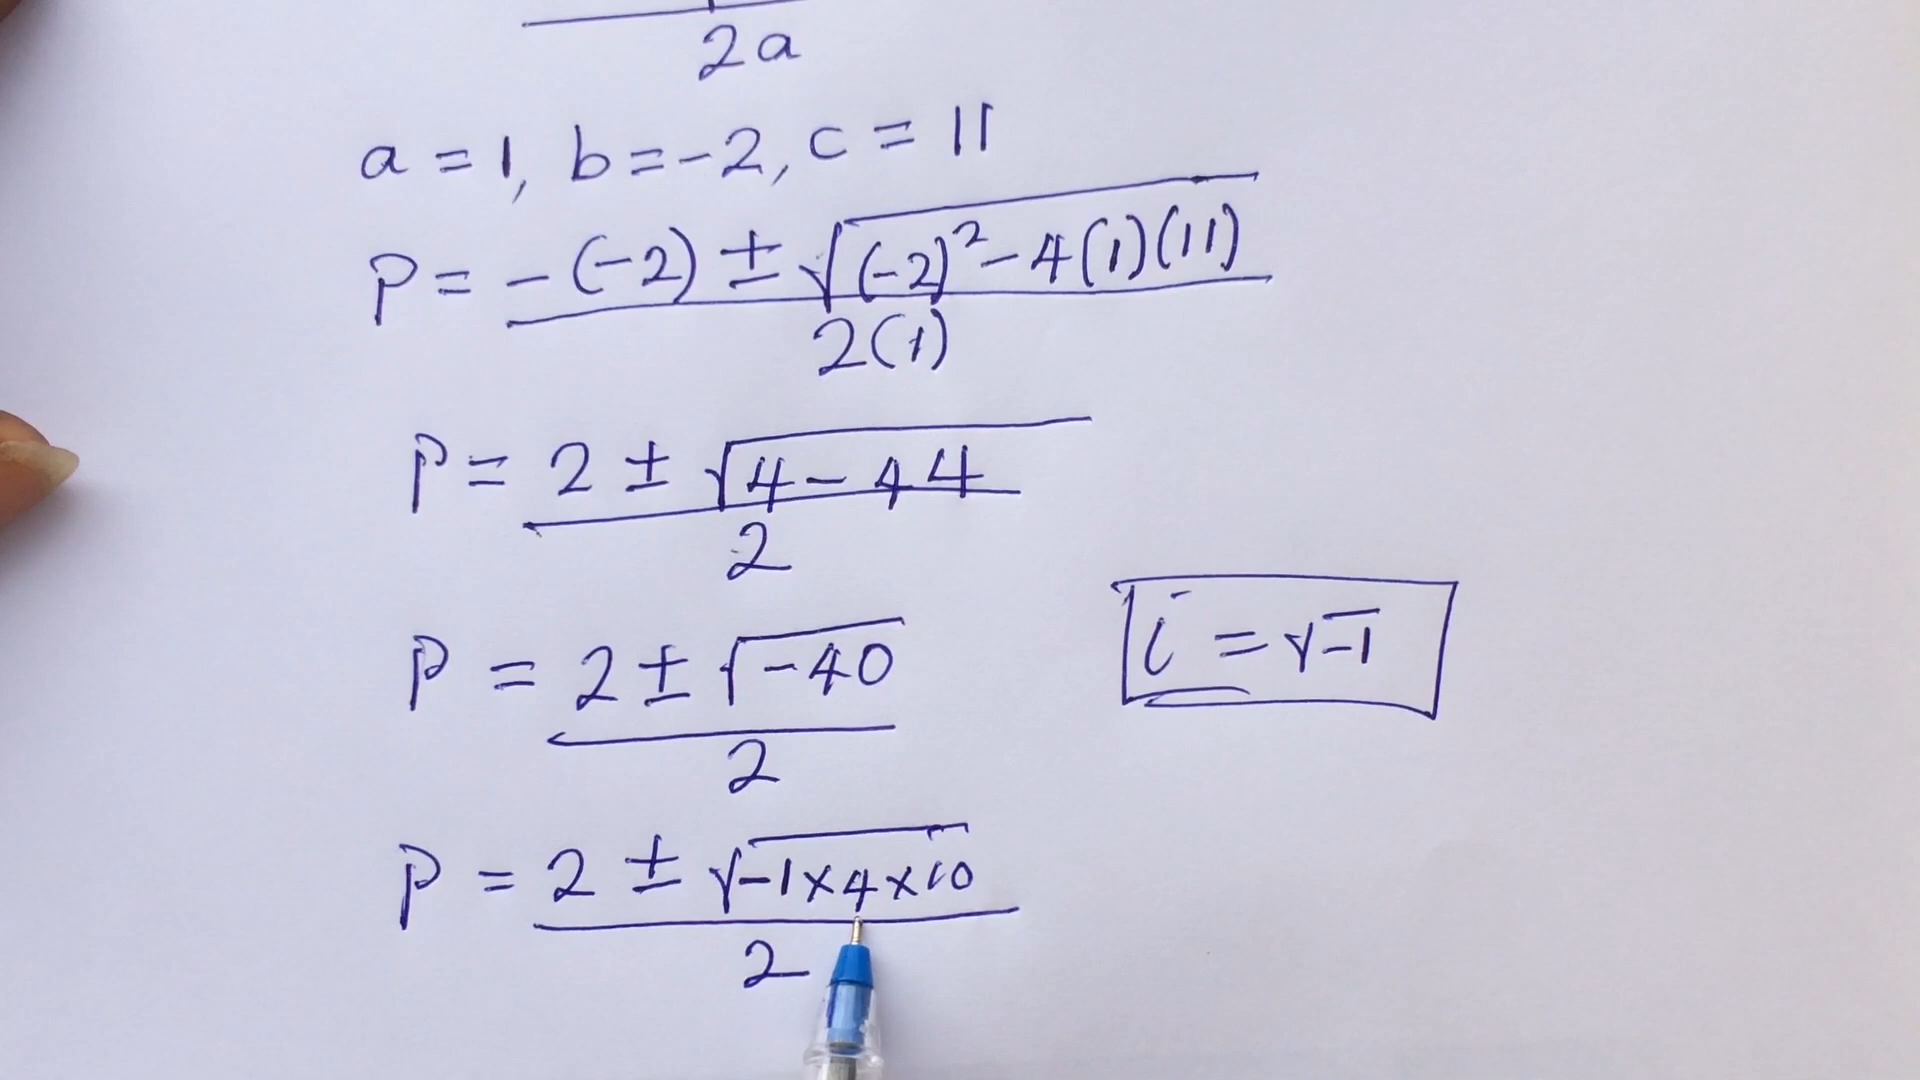 2a
a = 1, b = -2, c = 11
P = -(-2) ± √(-2)² - 4(1)(11)
2(1)
P = 2 ± √4 - 44
2
P = 2 ± √-40
2
i = √-1
P = 2 ± √-1×4×10
2